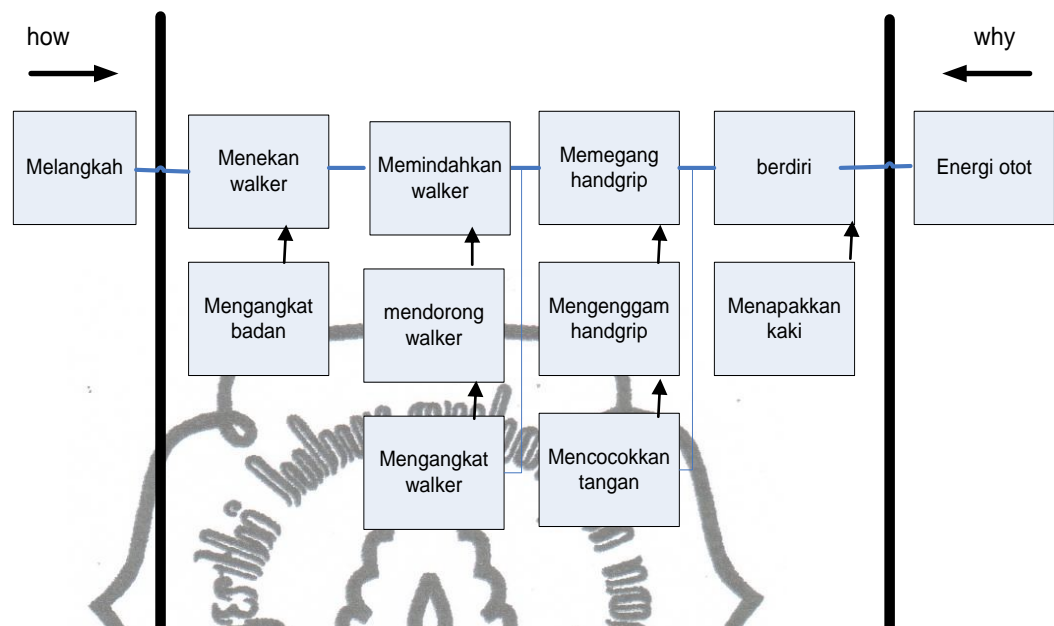 how
why
Melangkah
Menekan
walker
Memindahkan
walker
Memegang
handgrip
berdiri
Energi otot
Mengangkat
badan
mendorong
walker
Mengenggam
handgrip
Menapakkan
kaki
Mengangkat
walker
Mencocokkan
tangan